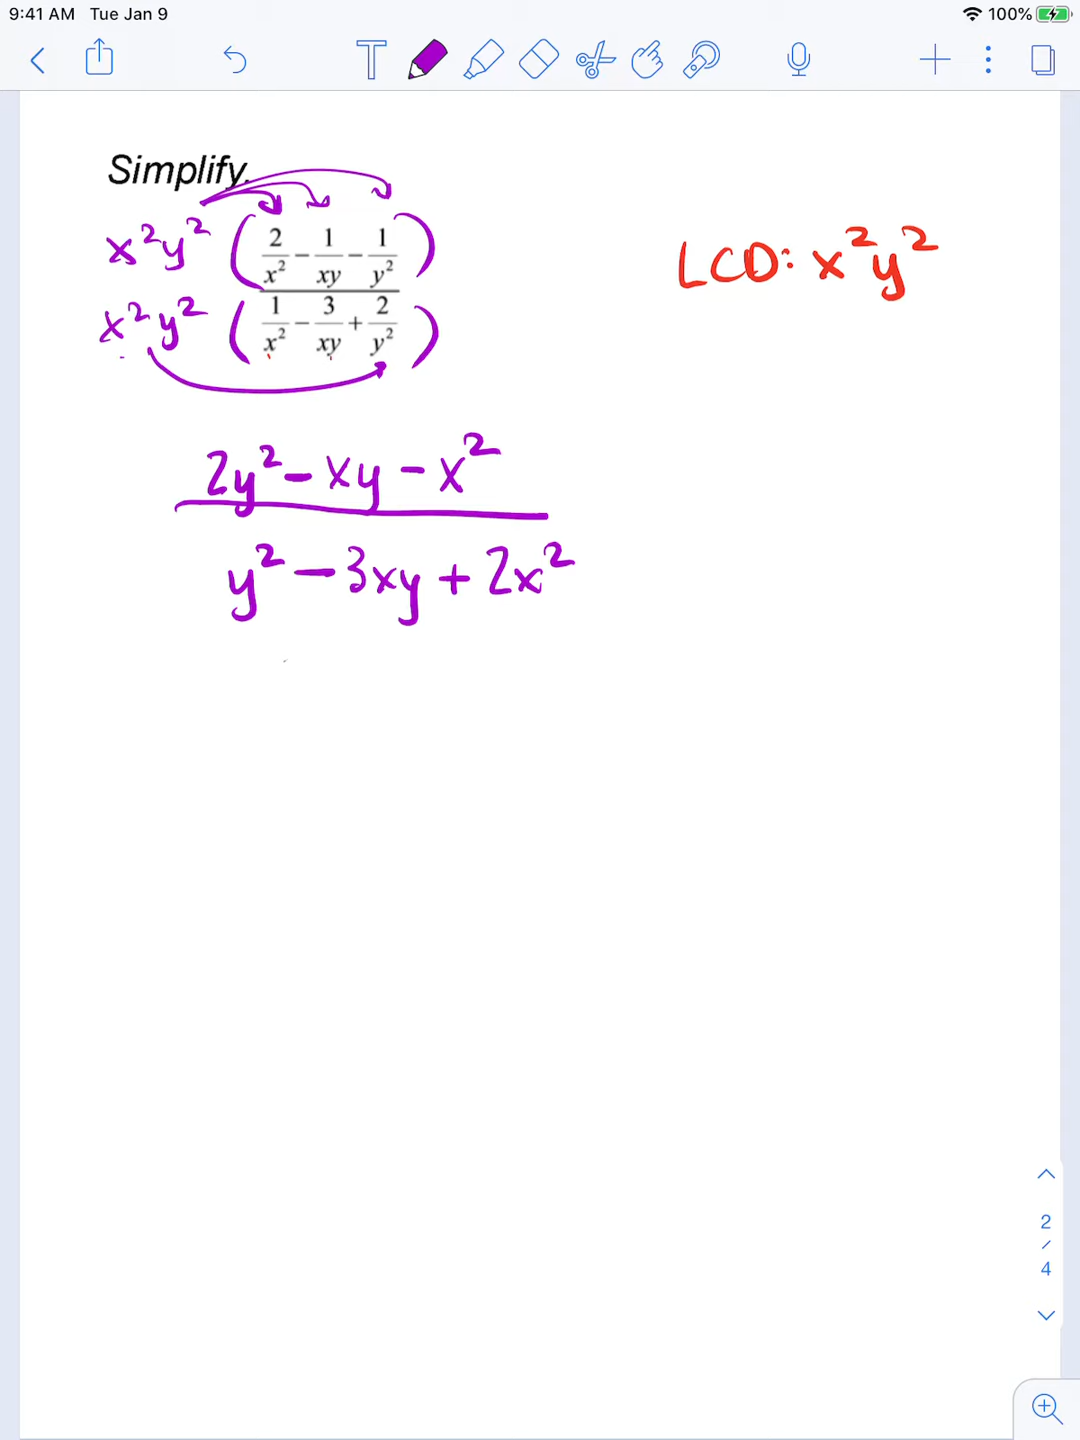 9:41 AM Tue Jan 9 100%
Simplify.
x²y² ( 2/x² − 1/xy − 1/y² )
x²y² ( 1/x² − 3/xy + 2/y² )
LCD: x²y²
2y² − xy − x²
y² − 3xy + 2x²
2
/
4